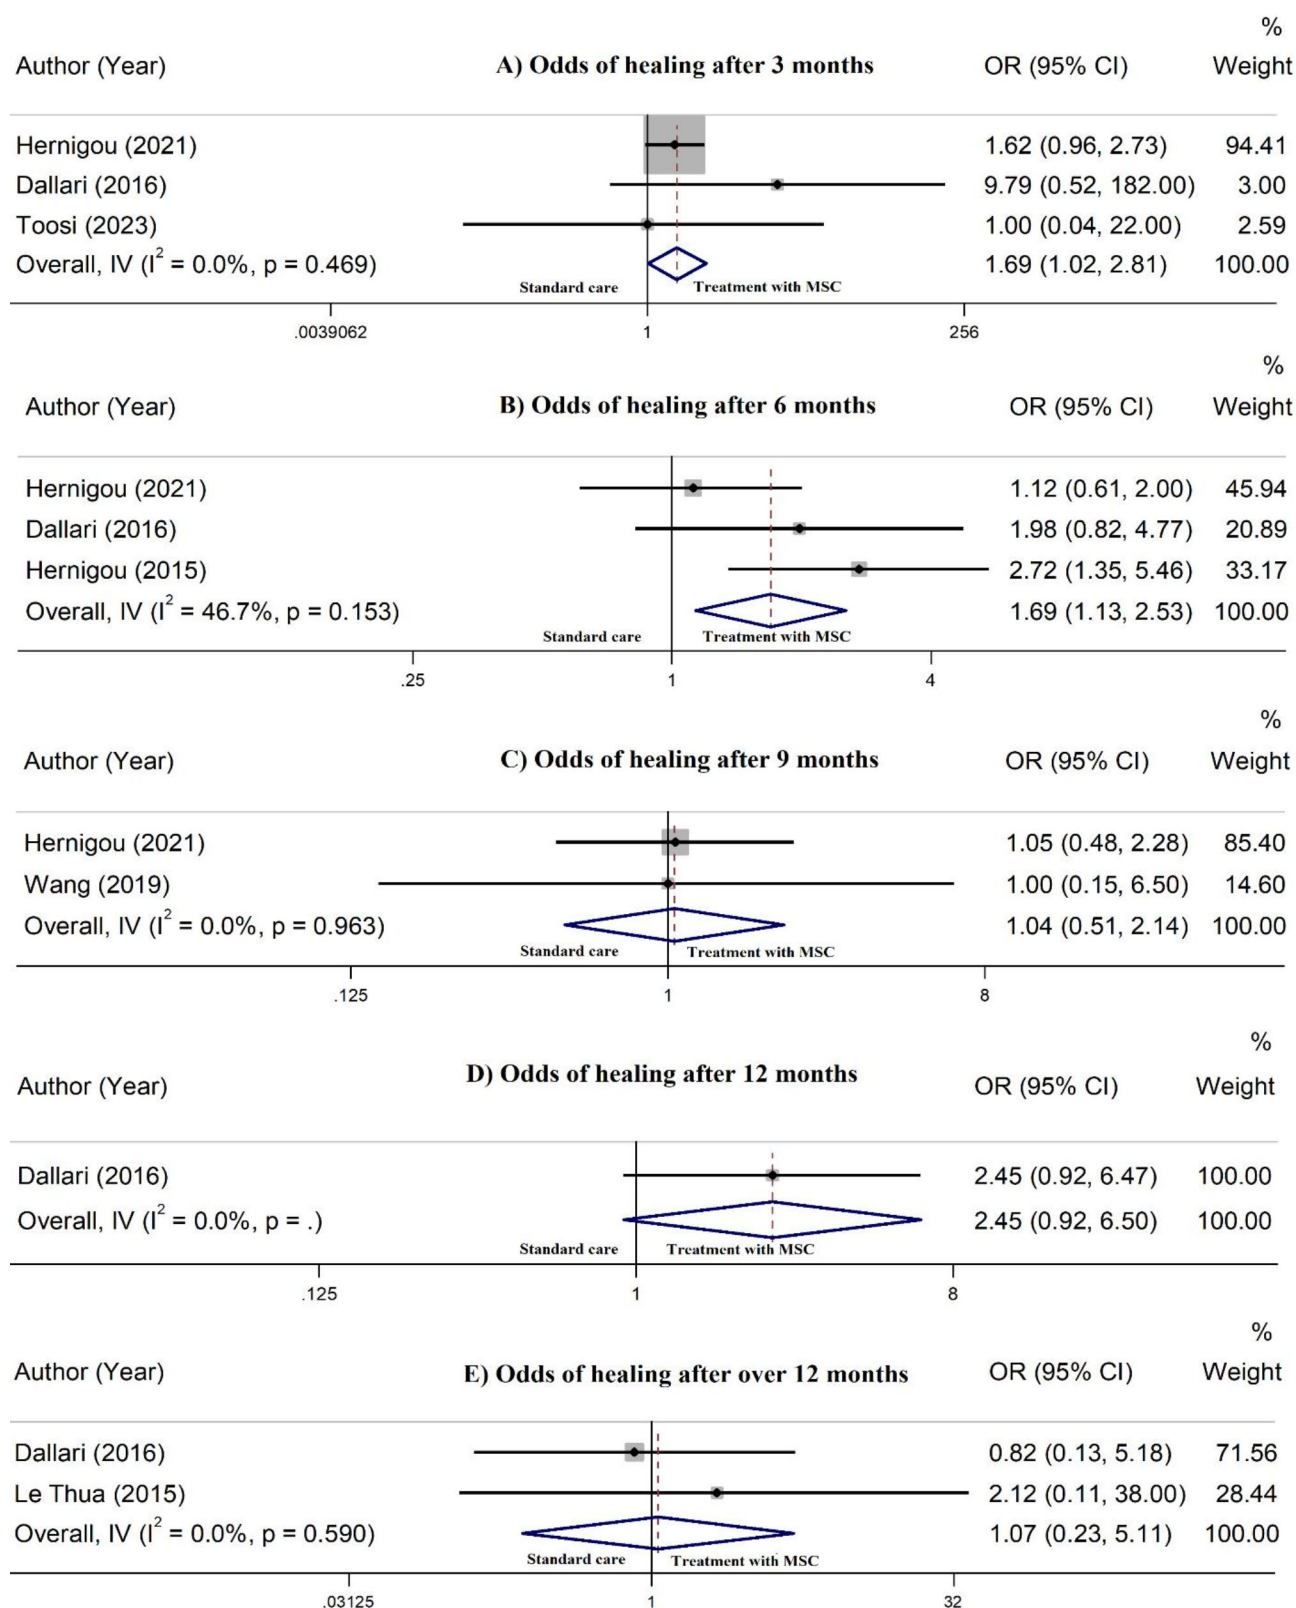 %
Author (Year) A) Odds of healing after 3 months OR (95% CI) Weight
Hernigou (2021) 1.62 (0.96, 2.73) 94.41
Dallari (2016) 9.79 (0.52, 182.00) 3.00
Toosi (2023) 1.00 (0.04, 22.00) 2.59
Overall, IV (I² = 0.0%, p = 0.469) 1.69 (1.02, 2.81) 100.00
Standard care Treatment with MSC
.0039062 1 256
%
Author (Year) B) Odds of healing after 6 months OR (95% CI) Weight
Hernigou (2021) 1.12 (0.61, 2.00) 45.94
Dallari (2016) 1.98 (0.82, 4.77) 20.89
Hernigou (2015) 2.72 (1.35, 5.46) 33.17
Overall, IV (I² = 46.7%, p = 0.153) 1.69 (1.13, 2.53) 100.00
Standard care Treatment with MSC
.25 1 4
%
Author (Year) C) Odds of healing after 9 months OR (95% CI) Weight
Hernigou (2021) 1.05 (0.48, 2.28) 85.40
Wang (2019) 1.00 (0.15, 6.50) 14.60
Overall, IV (I² = 0.0%, p = 0.963) 1.04 (0.51, 2.14) 100.00
Standard care Treatment with MSC
.125 1 8
%
Author (Year) D) Odds of healing after 12 months OR (95% CI) Weight
Dallari (2016) 2.45 (0.92, 6.47) 100.00
Overall, IV (I² = 0.0%, p = .) 2.45 (0.92, 6.50) 100.00
Standard care Treatment with MSC
.125 1 8
%
Author (Year) E) Odds of healing after over 12 months OR (95% CI) Weight
Dallari (2016) 0.82 (0.13, 5.18) 71.56
Le Thua (2015) 2.12 (0.11, 38.00) 28.44
Overall, IV (I² = 0.0%, p = 0.590) 1.07 (0.23, 5.11) 100.00
Standard care Treatment with MSC
.03125 1 32